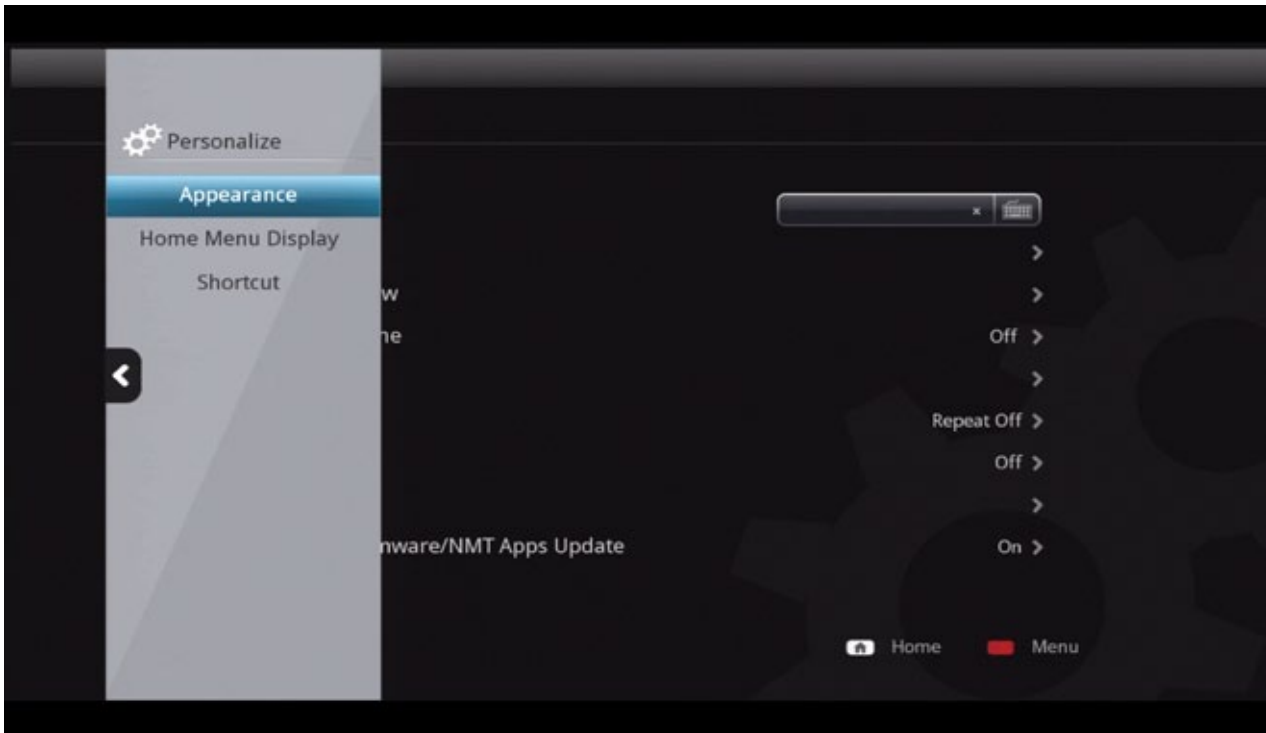 Personalize
Appearance
Home Menu Display
Shortcut
w
ne Off
Repeat Off
Off
nware/NMT Apps Update On
Home Menu